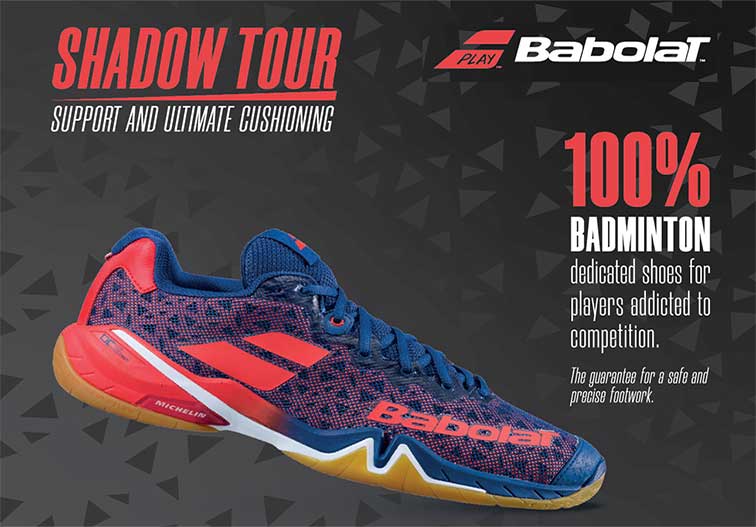 SHADOW TOUR
SUPPORT AND ULTIMATE CUSHIONING
PLAY BABOLAT
100%
BADMINTON
dedicated shoes for
players addicted to
competition.
The guarantee for a safe and
precise footwork.
MICHELIN
Babolat